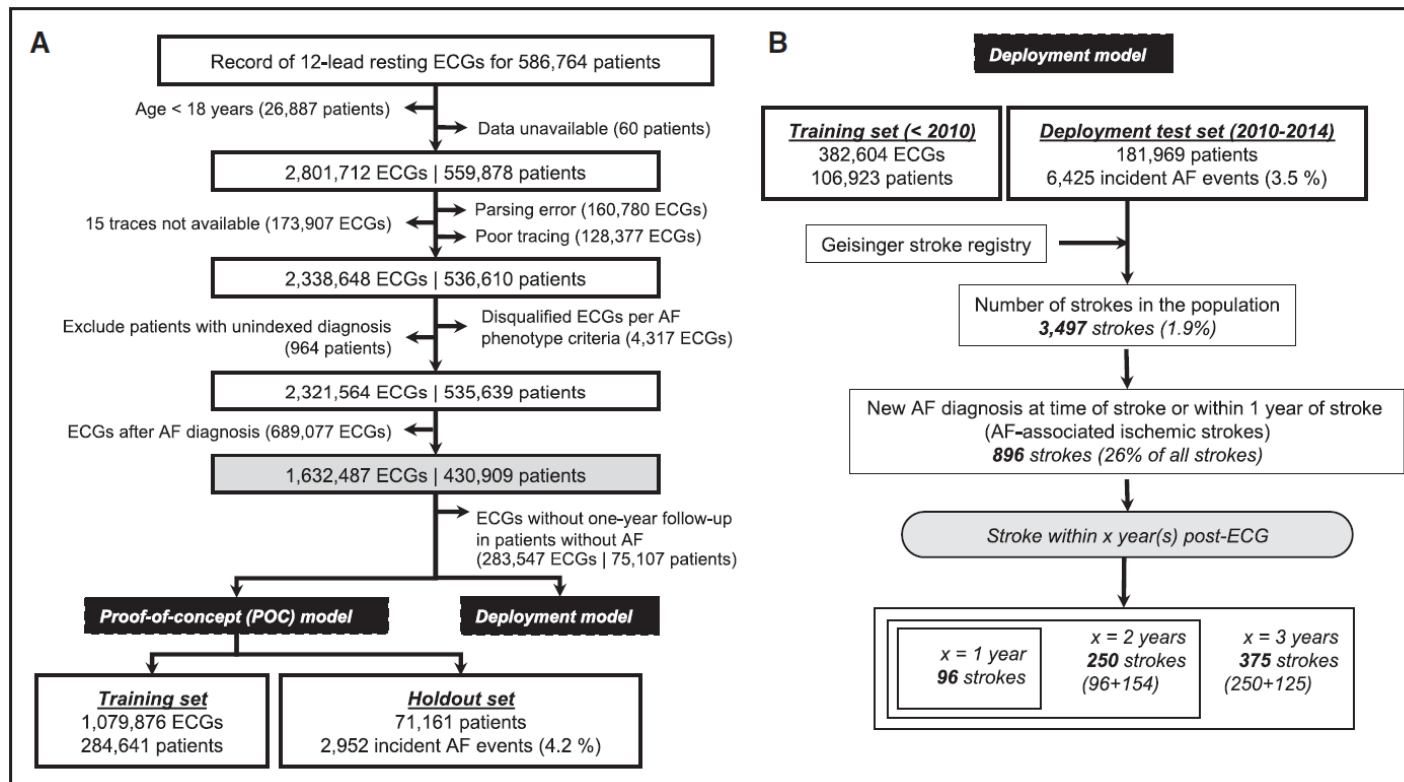 A
Record of 12-lead resting ECGs for 586,764 patients
Age < 18 years (26,887 patients)
Data unavailable (60 patients)
2,801,712 ECGs | 559,878 patients
15 traces not available (173,907 ECGs)
Parsing error (160,780 ECGs)
Poor tracing (128,377 ECGs)
2,338,648 ECGs | 536,610 patients
Exclude patients with unindexed diagnosis
(964 patients)
Disqualified ECGs per AF
phenotype criteria (4,317 ECGs)
2,321,564 ECGs | 535,639 patients
ECGs after AF diagnosis (689,077 ECGs)
1,632,487 ECGs | 430,909 patients
ECGs without one-year follow-up
in patients without AF
(283,547 ECGs | 75,107 patients)
Proof-of-concept (POC) model
Deployment model
Training set
1,079,876 ECGs
284,641 patients
Holdout set
71,161 patients
2,952 incident AF events (4.2 %)
B
Deployment model
Training set (< 2010)
382,604 ECGs
106,923 patients
Deployment test set (2010-2014)
181,969 patients
6,425 incident AF events (3.5 %)
Geisinger stroke registry
Number of strokes in the population
3,497 strokes (1.9%)
New AF diagnosis at time of stroke or within 1 year of stroke
(AF-associated ischemic strokes)
896 strokes (26% of all strokes)
Stroke within x year(s) post-ECG
x = 1 year
96 strokes
x = 2 years
250 strokes
(96+154)
x = 3 years
375 strokes
(250+125)